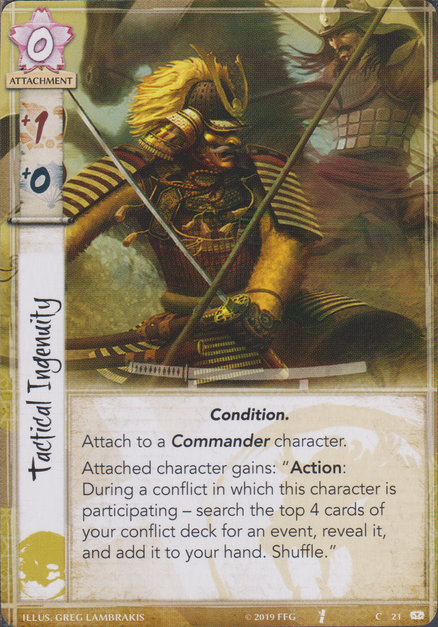 0
ATTACHMENT
+1
+0
Tactical Ingenuity
Condition.
Attach to a Commander character.
Attached character gains: “Action:
During a conflict in which this character is
participating – search the top 4 cards of
your conflict deck for an event, reveal it,
and add it to your hand. Shuffle.”
ILLUS. GREG LAMBRAKIS
© 2019 FFG
C 21